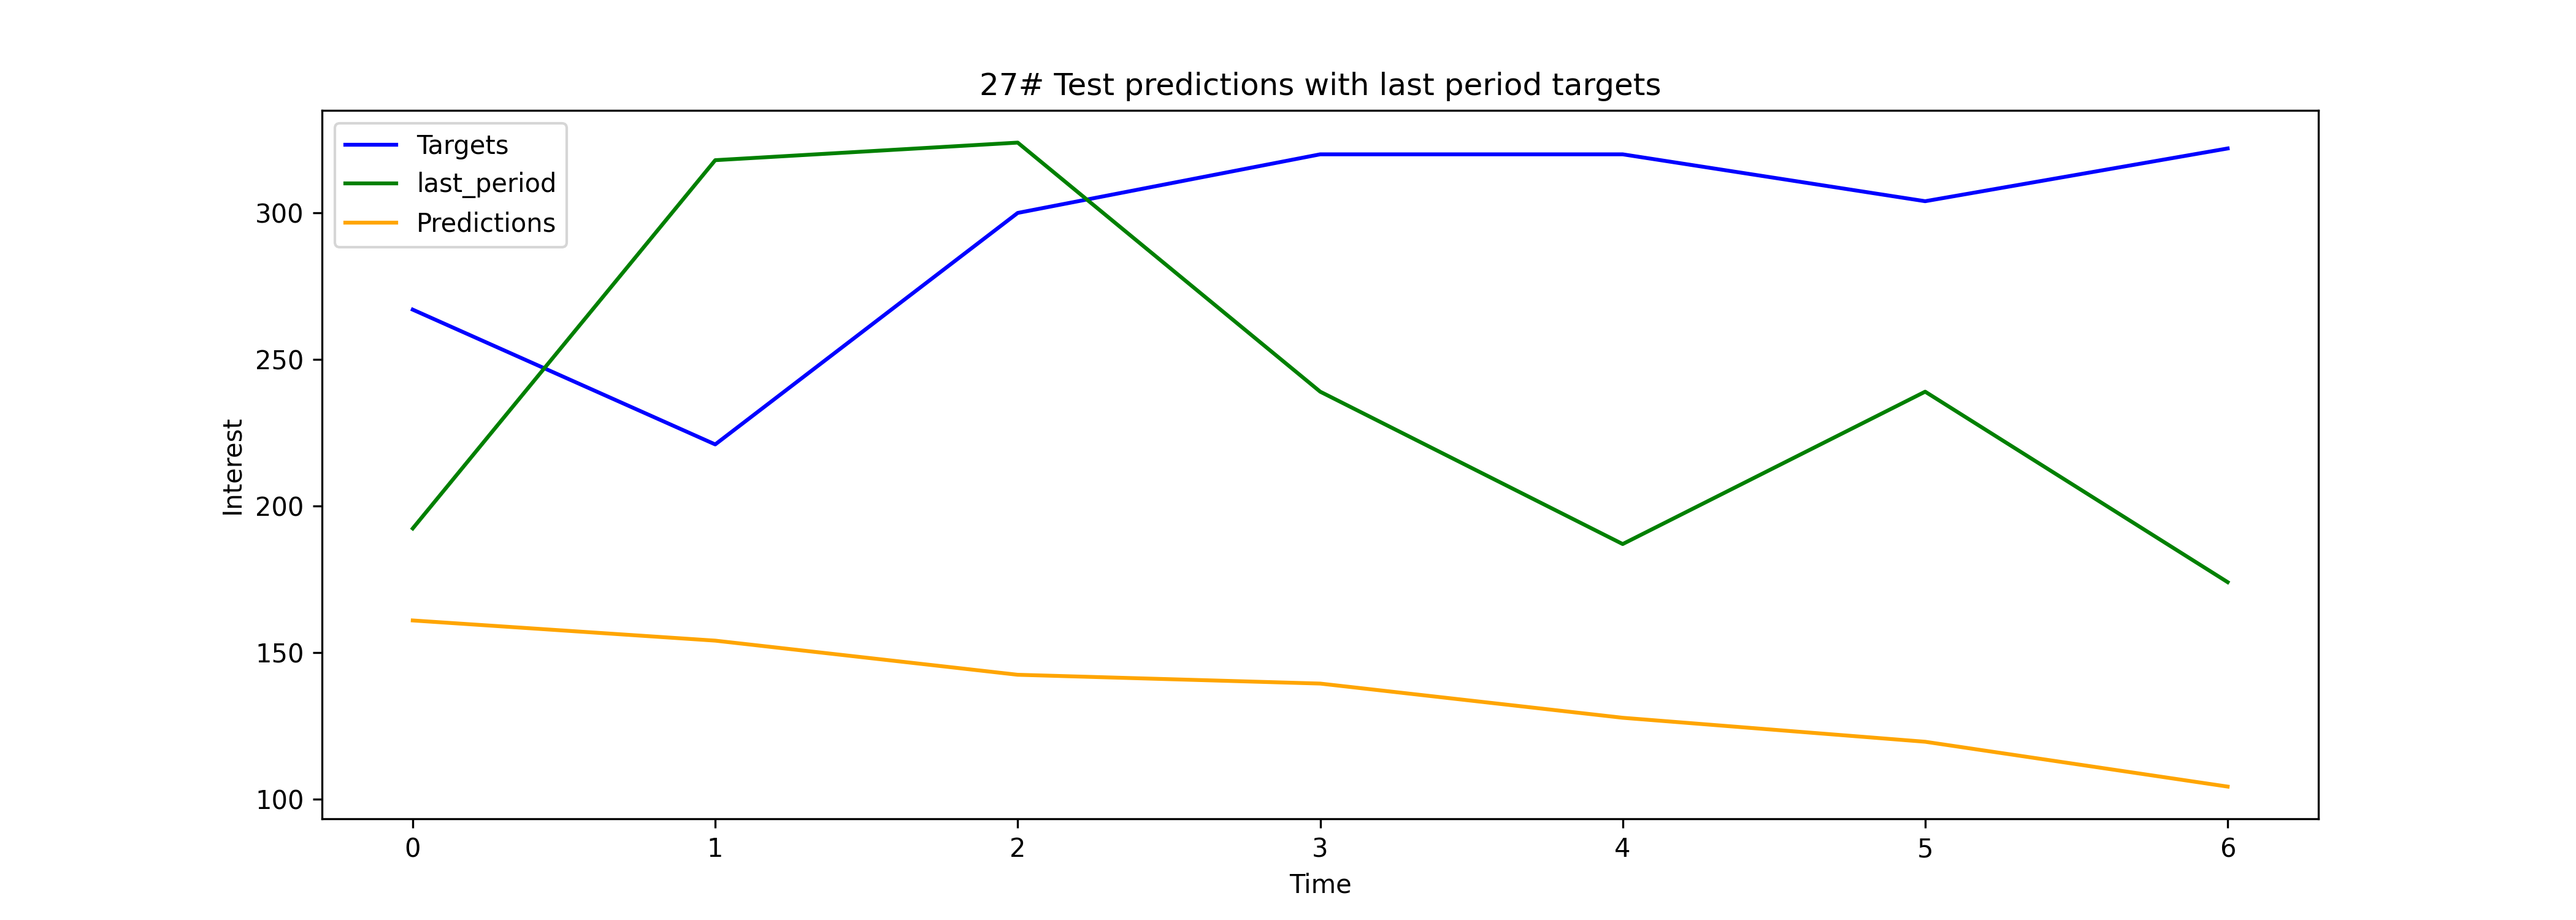 27# Test predictions with last period targets
Targets
last_period
Predictions
Interest
300
250
200
150
100
0 1 2 3 4 5 6
Time